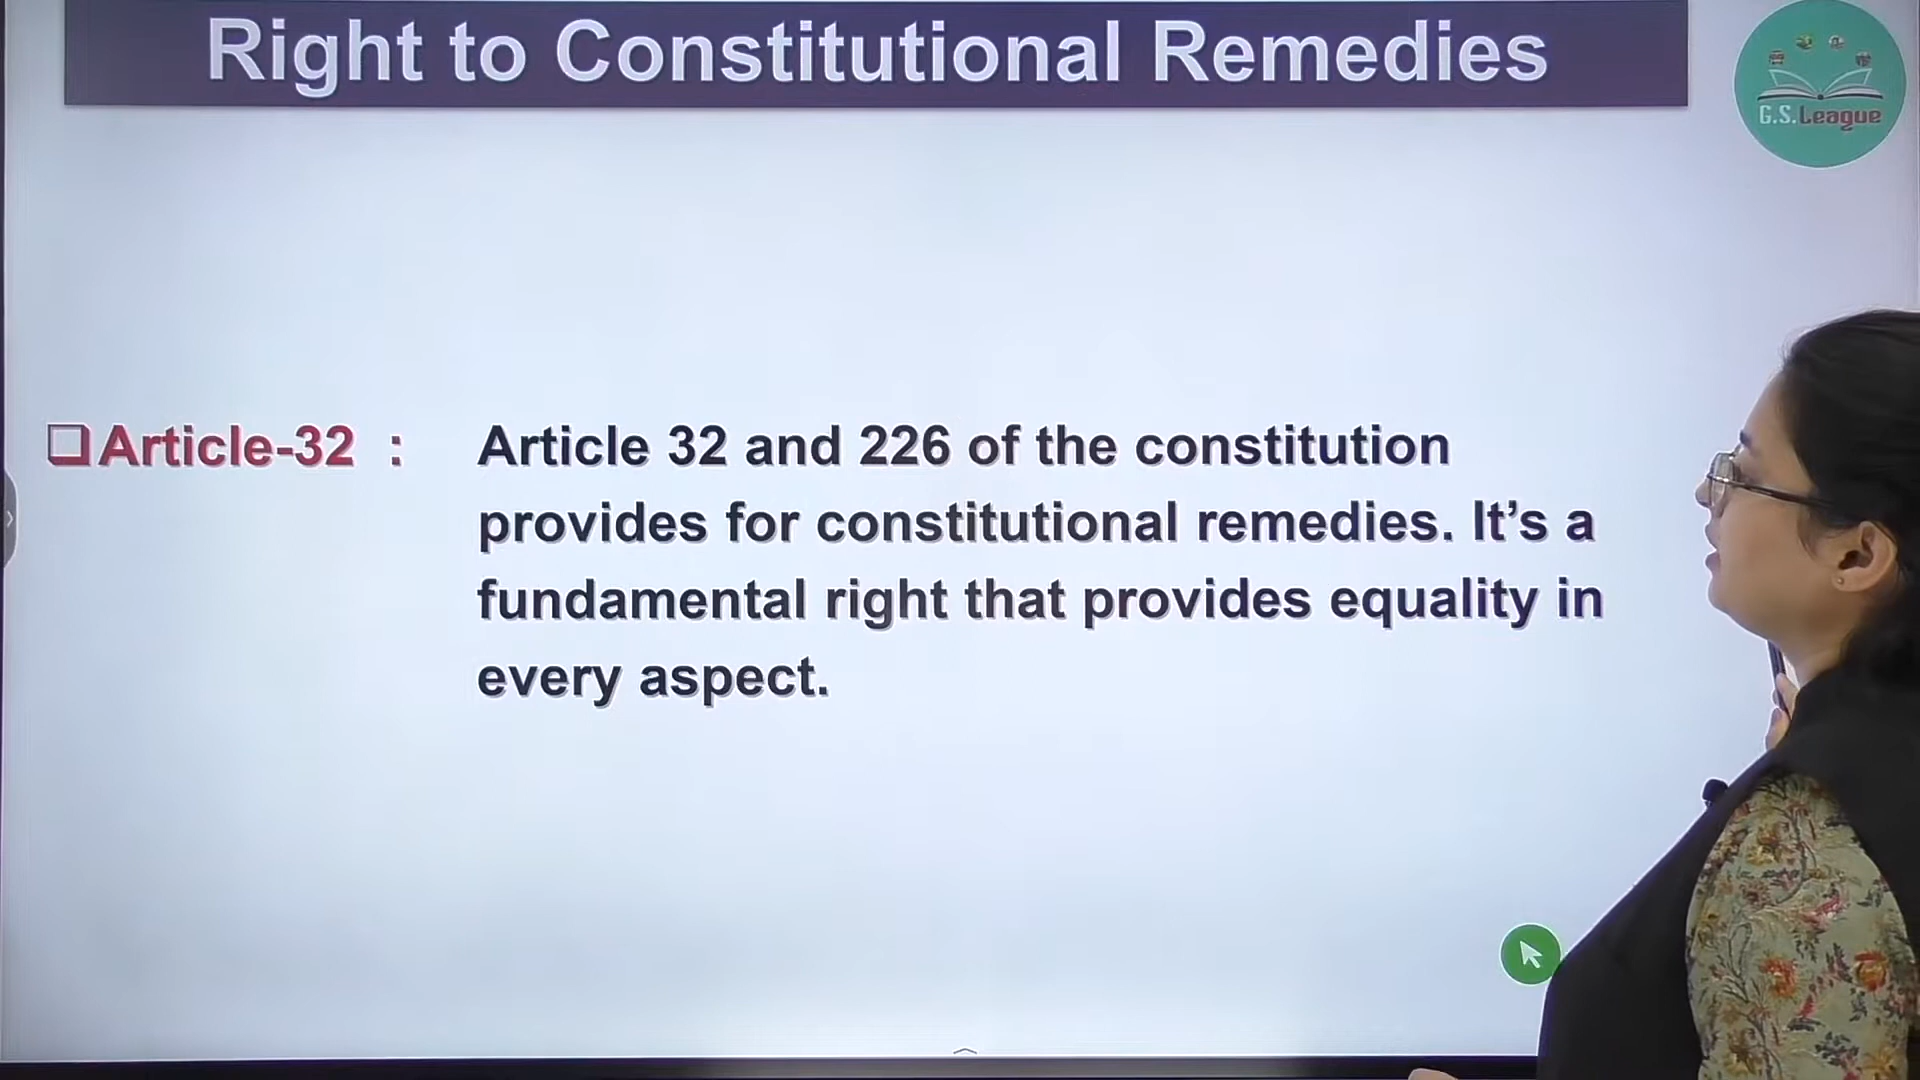 Right to Constitutional Remedies
G.S.League
❑Article-32 : Article 32 and 226 of the constitution
provides for constitutional remedies. It’s a
fundamental right that provides equality in
every aspect.